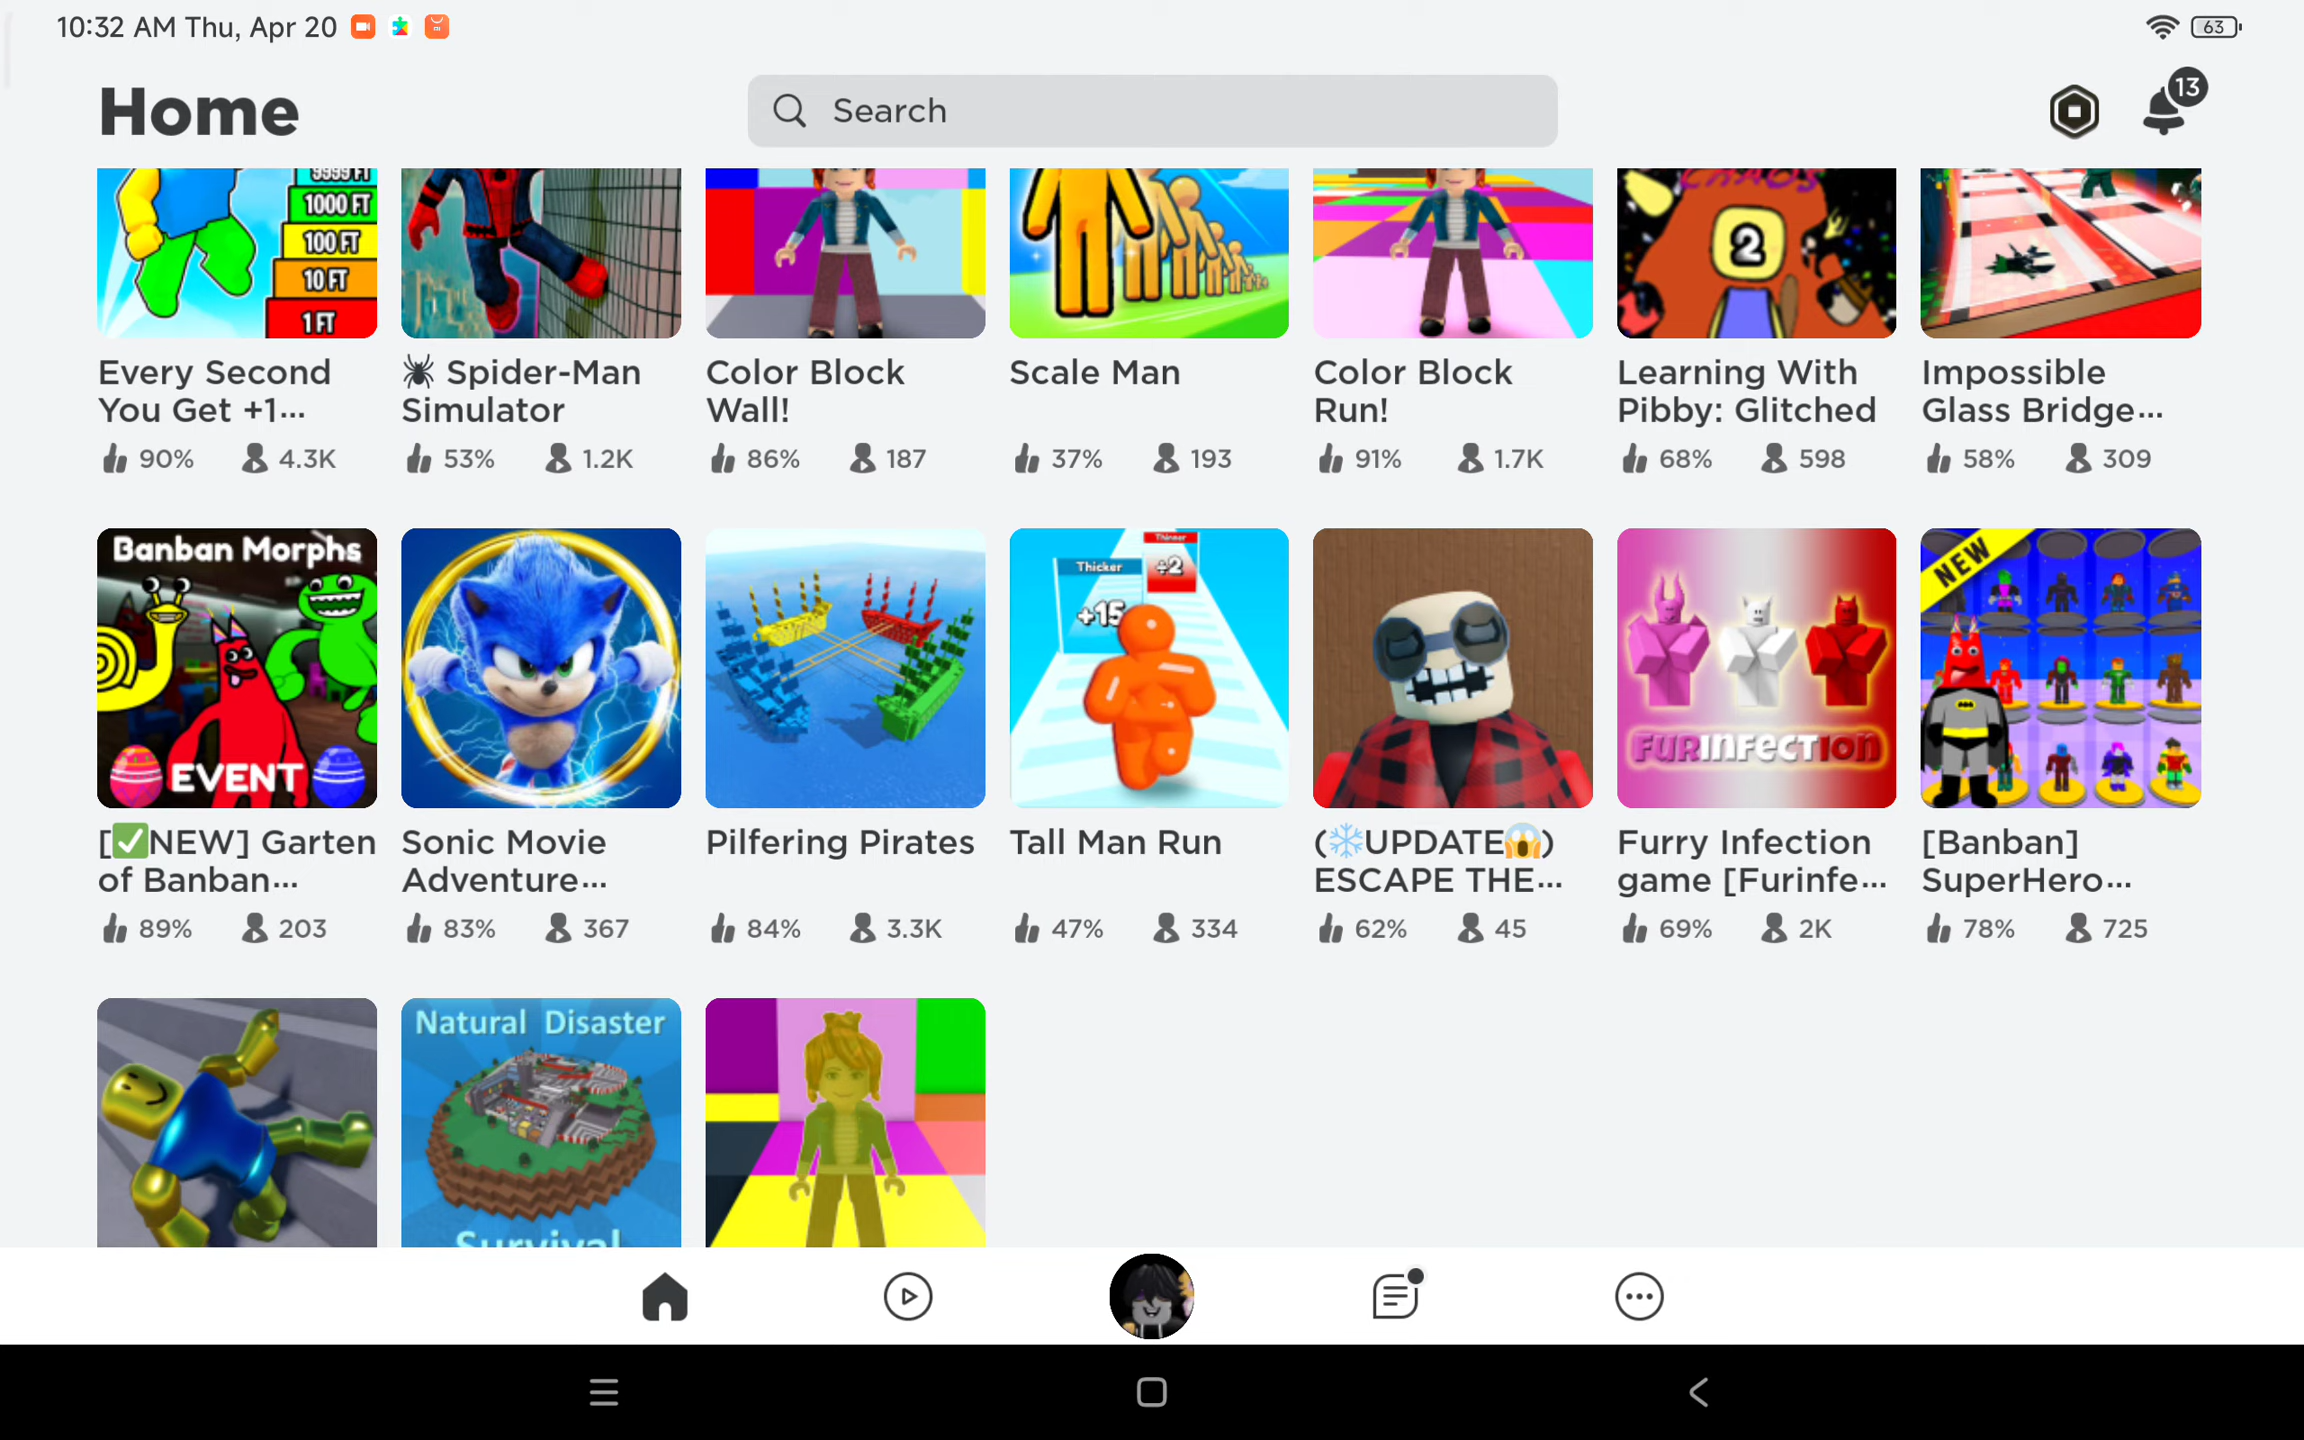 10:32 AM Thu, Apr 20
63
Home
Search
13
9999 FT
1000 FT
100 FT
10 FT
1 FT
CHAOS
2
Every Second
You Get +1...
Spider-Man
Simulator
Color Block
Wall!
Scale Man
Color Block
Run!
Learning With
Pibby: Glitched
Impossible
Glass Bridge...
90% 4.3K
53% 1.2K
86% 187
37% 193
91% 1.7K
68% 598
58% 309
Banban Morphs
EVENT
Thinner
÷2
Thicker
+15
FURINFECTION
NEW
[✅NEW] Garten
of Banban...
Sonic Movie
Adventure...
Pilfering Pirates
Tall Man Run
(❄️UPDATE😱)
ESCAPE THE...
Furry Infection
game [Furinfe...
[Banban]
SuperHero...
89% 203
83% 367
84% 3.3K
47% 334
62% 45
69% 2K
78% 725
Natural Disaster
Survival